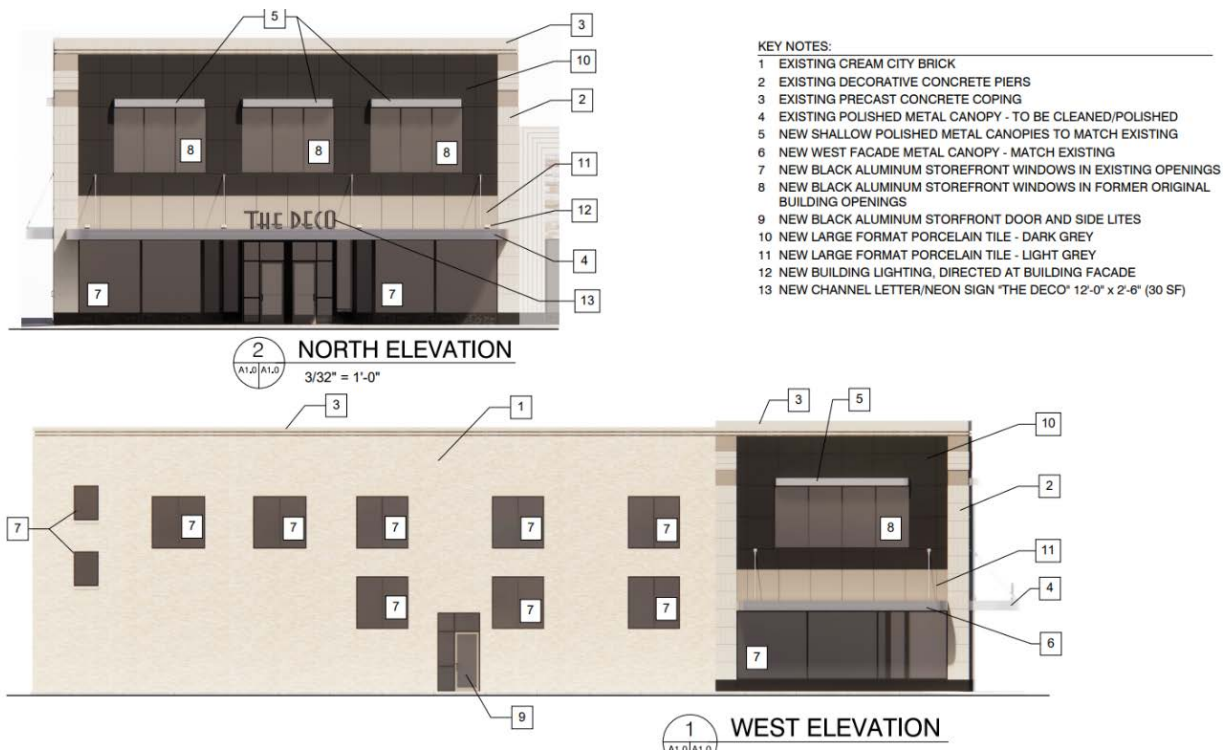 5
3
10
2
8
8
8
11
THE DECO
12
4
7
7
13
2
A1.0 A1.0
NORTH ELEVATION
3/32" = 1'-0"
KEY NOTES:
1 EXISTING CREAM CITY BRICK
2 EXISTING DECORATIVE CONCRETE PIERS
3 EXISTING PRECAST CONCRETE COPING
4 EXISTING POLISHED METAL CANOPY - TO BE CLEANED/POLISHED
5 NEW SHALLOW POLISHED METAL CANOPIES TO MATCH EXISTING
6 NEW WEST FACADE METAL CANOPY - MATCH EXISTING
7 NEW BLACK ALUMINUM STOREFRONT WINDOWS IN EXISTING OPENINGS
8 NEW BLACK ALUMINUM STOREFRONT WINDOWS IN FORMER ORIGINAL
BUILDING OPENINGS
9 NEW BLACK ALUMINUM STORFRONT DOOR AND SIDE LITES
10 NEW LARGE FORMAT PORCELAIN TILE - DARK GREY
11 NEW LARGE FORMAT PORCELAIN TILE - LIGHT GREY
12 NEW BUILDING LIGHTING, DIRECTED AT BUILDING FACADE
13 NEW CHANNEL LETTER/NEON SIGN "THE DECO" 12'-0" x 2'-6" (30 SF)
3
1
3
5
10
2
7
7
7
7
7
7
8
11
4
7
7
7
6
7
9
1
A1.0 A1.0
WEST ELEVATION